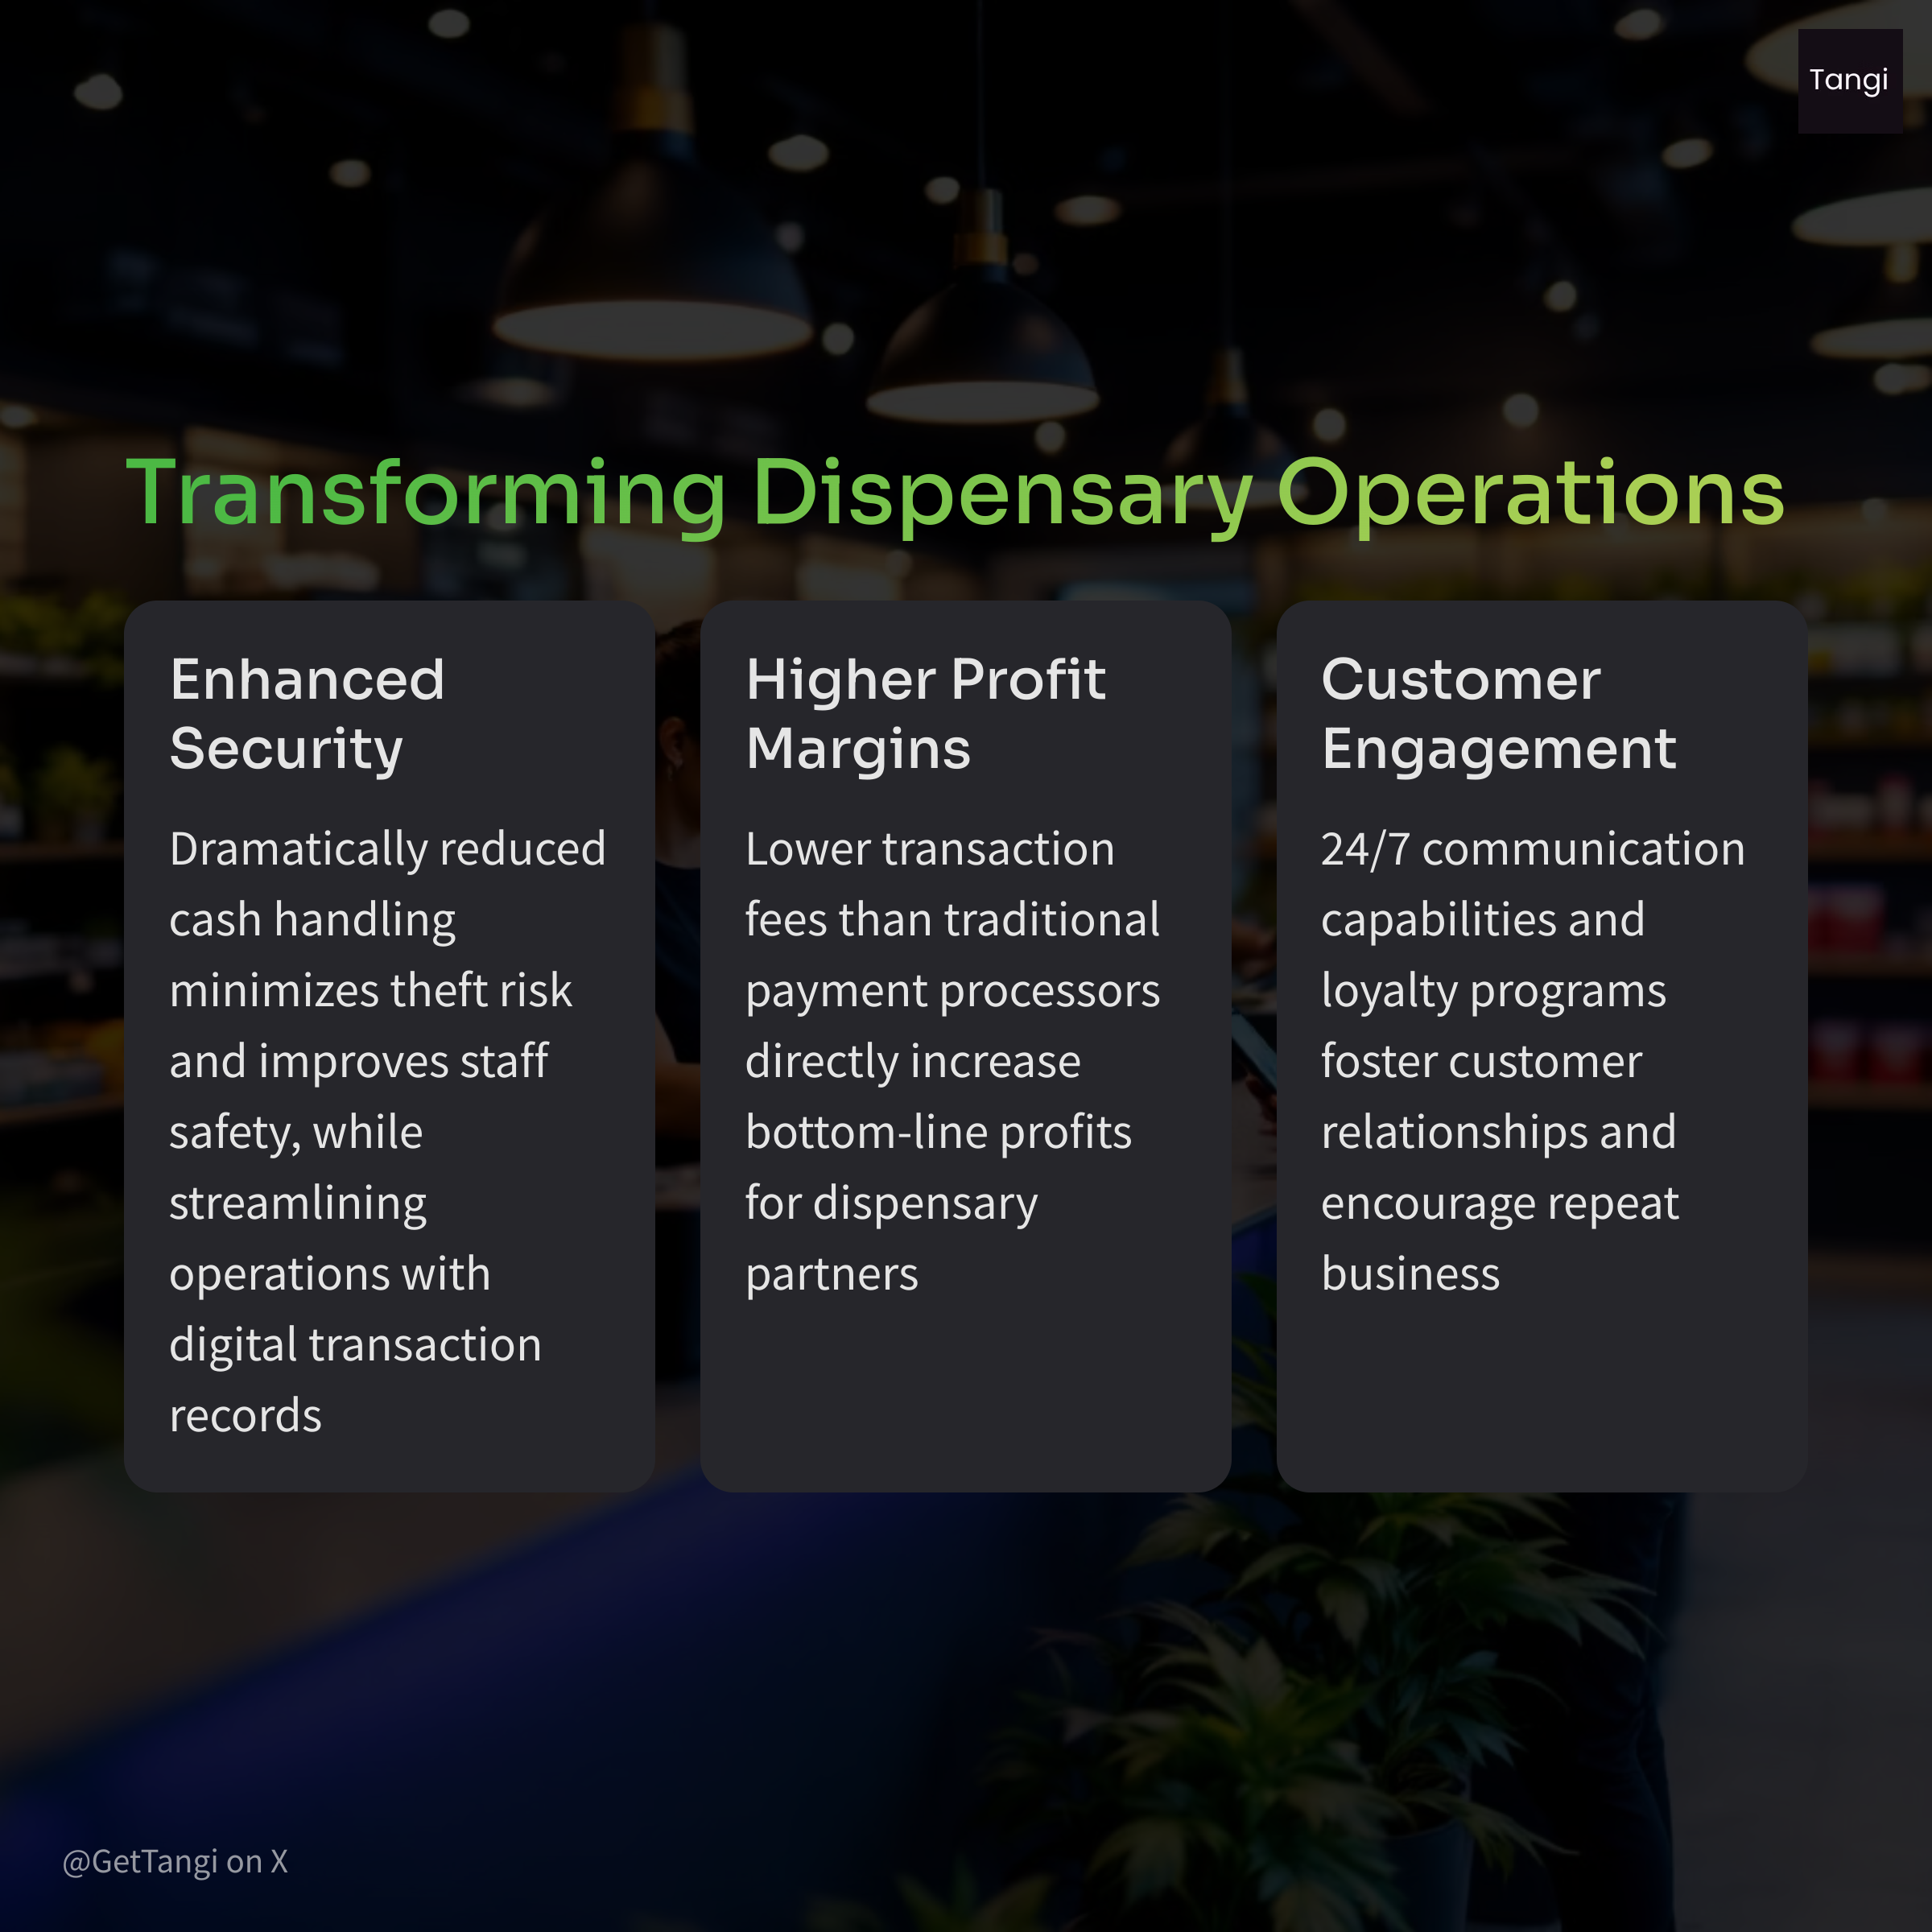 Tangi
Transforming Dispensary Operations
Enhanced
Security
Dramatically reduced
cash handling
minimizes theft risk
and improves staff
safety, while
streamlining
operations with
digital transaction
records
Higher Profit
Margins
Lower transaction
fees than traditional
payment processors
directly increase
bottom-line profits
for dispensary
partners
Customer
Engagement
24/7 communication
capabilities and
loyalty programs
foster customer
relationships and
encourage repeat
business
@GetTangi on X